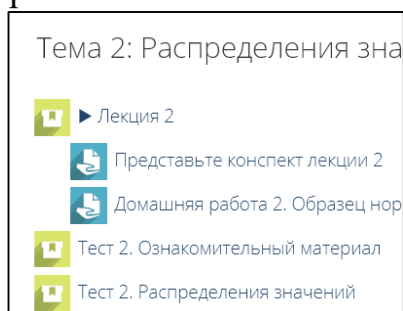 Тема 2: Распределения зна
Лекция 2
Представьте конспект лекции 2
Домашняя работа 2. Образец нор
Тест 2. Ознакомительный материал
Тест 2. Распределения значений